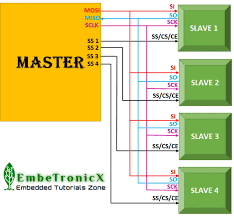 MOSI
MISO
SCLK
SS 1
SS 2
SS 3
SS 4
MASTER
SI
SO
SCK
SS/CS/CE
SLAVE 1
SI
SO
SCK
SS/CS/CE
SLAVE 2
SI
SO
SCK
SS/CS/CE
SLAVE 3
SI
SO
SCK
SS/CS/CE
SLAVE 4
EmbeTronicX
Embedded Tutorials Zone